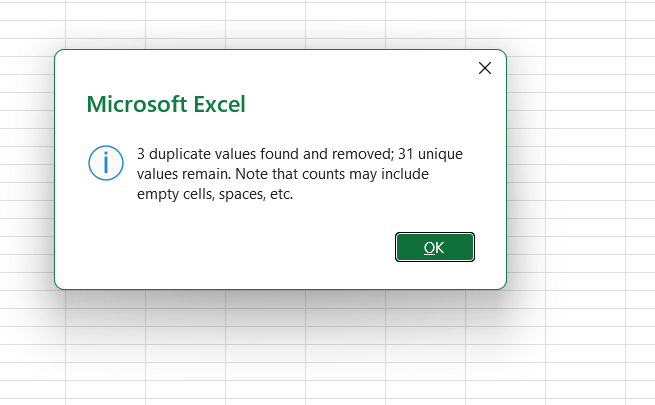 Microsoft Excel
3 duplicate values found and removed; 31 unique
values remain. Note that counts may include
empty cells, spaces, etc.
OK